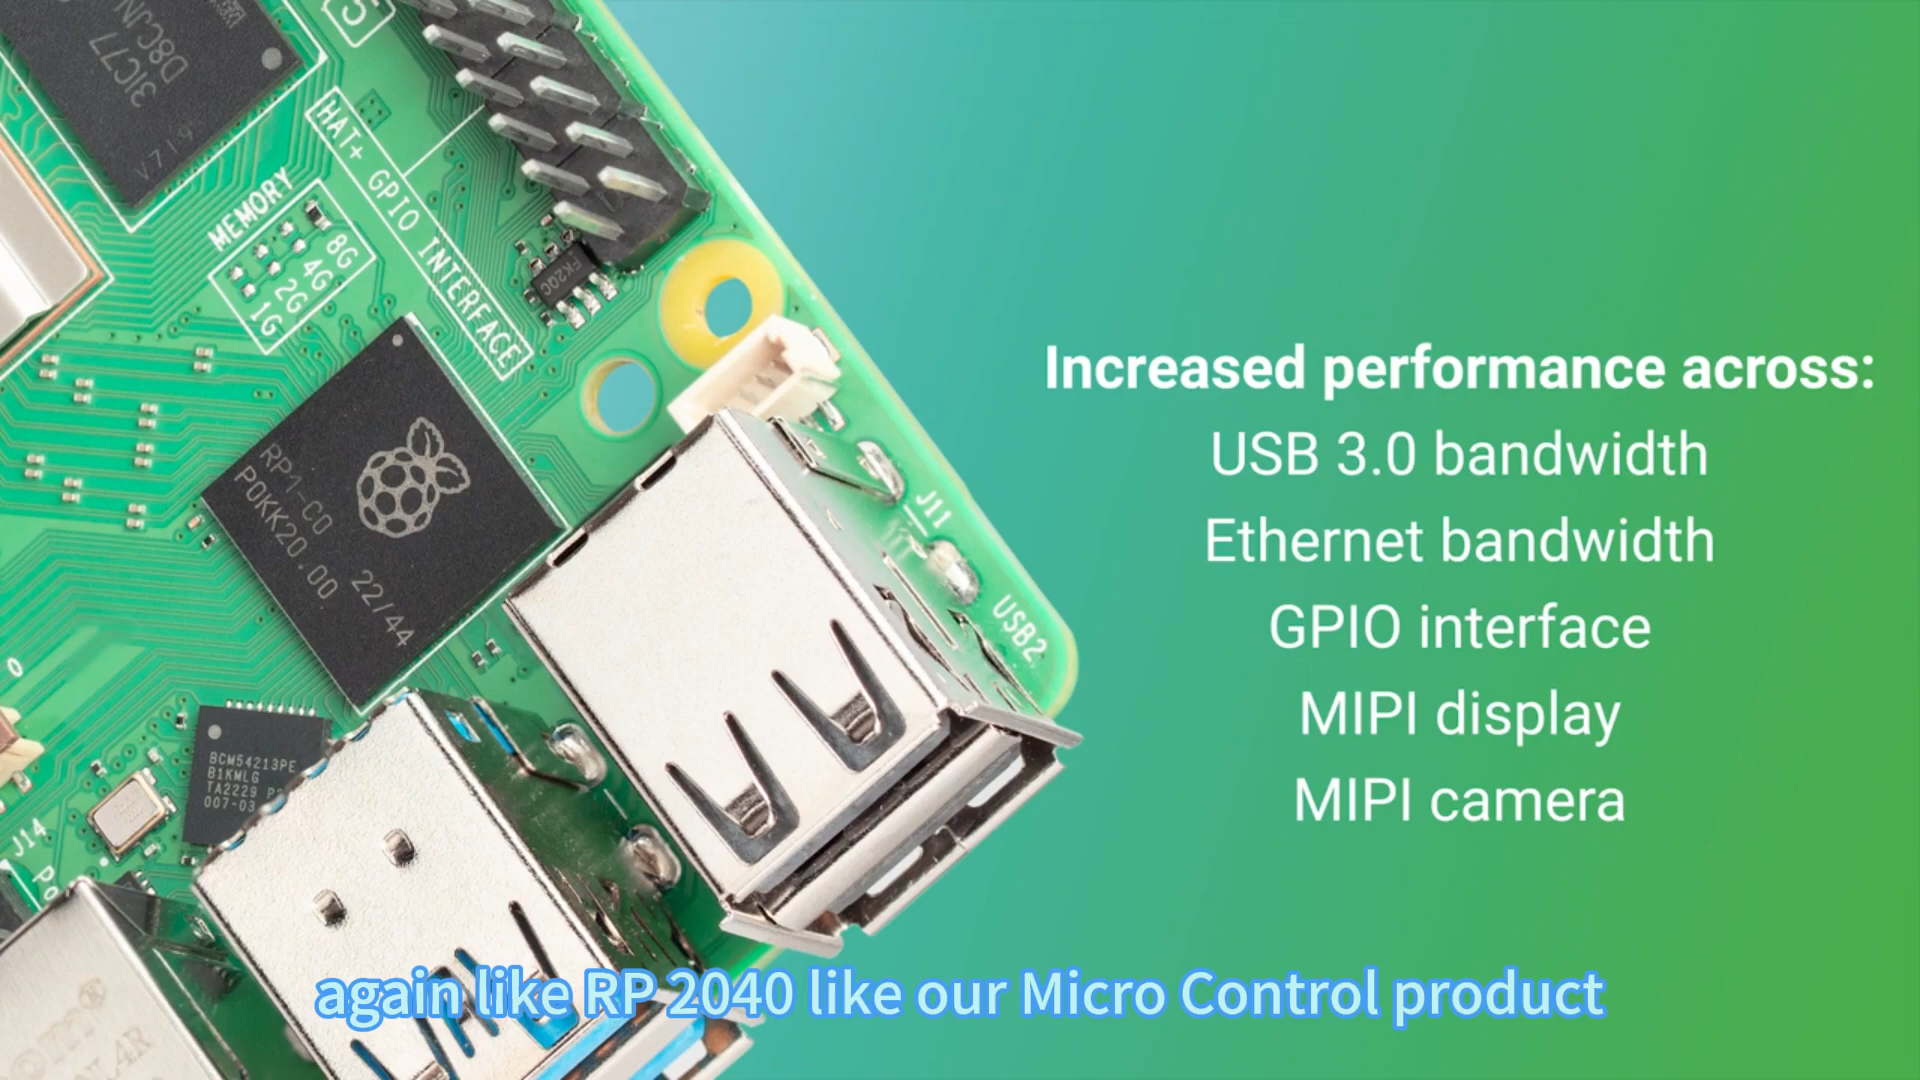 3IC77
D8CJN
V719
MEMORY
8G
4G
2G
1G
HAT+ GPIO INTERFACE
RP1-C0
P0KK20.00
22/44
J11
USB2
BCM54213PE
B1KMLG
TA2229
007-03
J14
Increased performance across:
USB 3.0 bandwidth
Ethernet bandwidth
GPIO interface
MIPI display
MIPI camera
again like RP 2040 like our Micro Control product